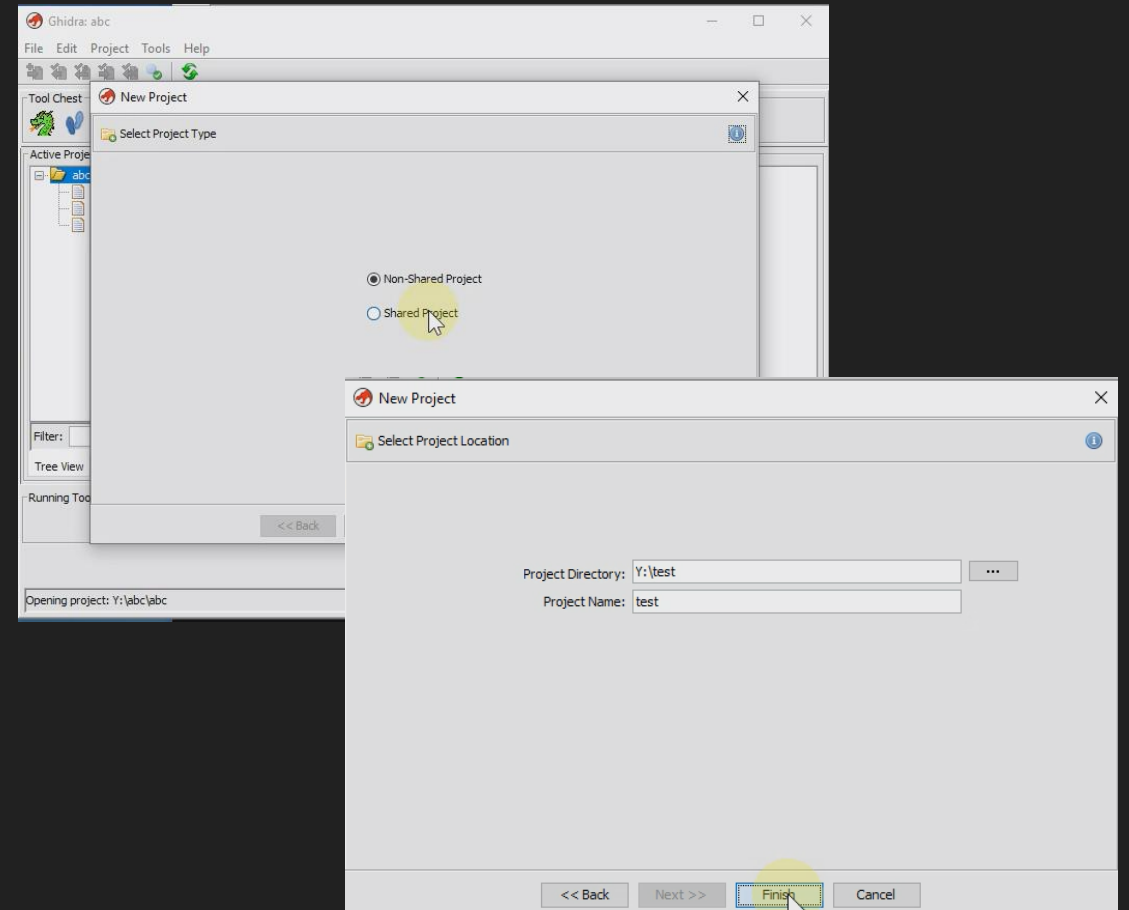 Ghidra: abc
File Edit Project Tools Help
New Project
Tool Chest
Select Project Type
Active Proje
abc
Non-Shared Project
Shared Project
Filter:
Tree View
Running Too
<< Back
Opening project: Y:\abc\abc
New Project
Select Project Location
Project Directory: Y:\test ...
Project Name: test
<< Back Next >> Finish Cancel